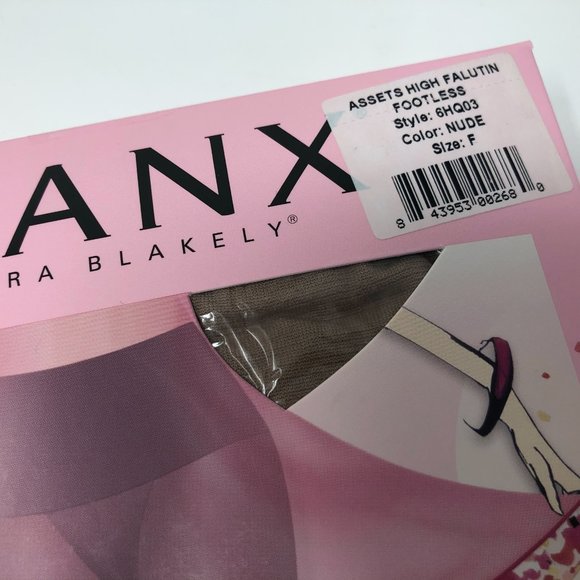 ANX
RA BLAKELY®
ASSETS HIGH FALUTIN
FOOTLESS
Style: 6HQ03
Color: NUDE
Size: F
8 43953 00268 0